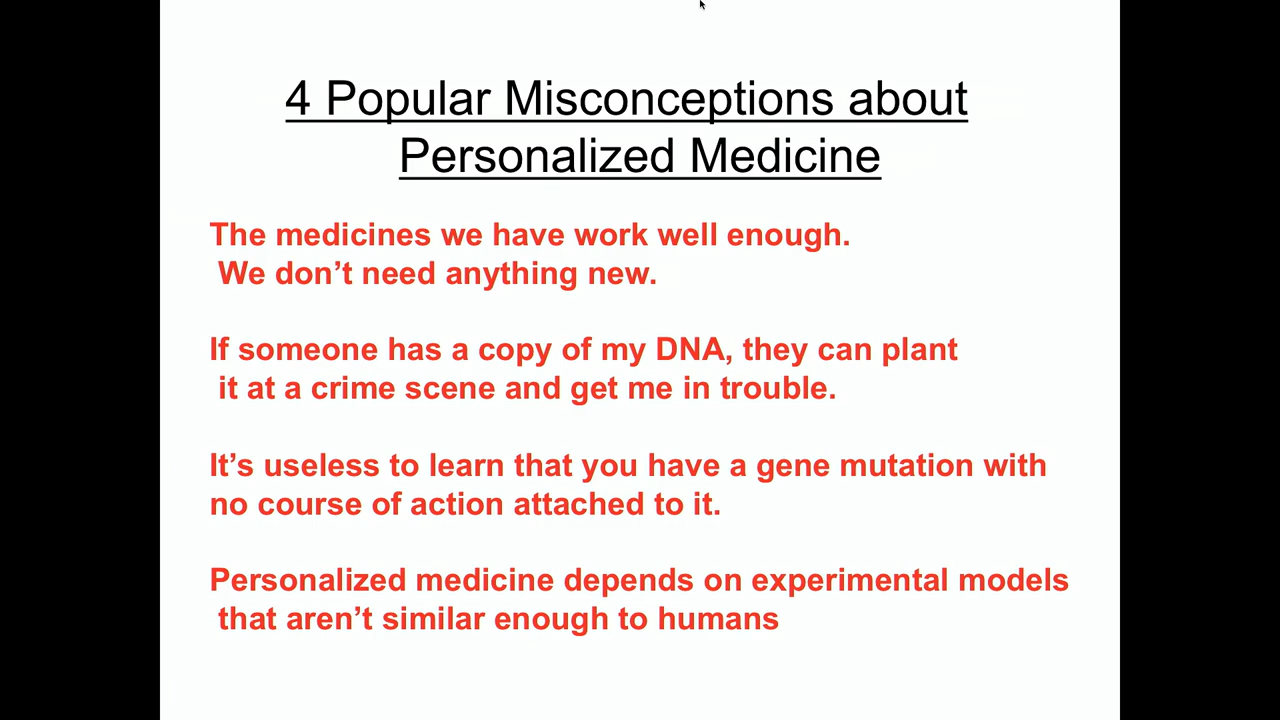 4 Popular Misconceptions about
Personalized Medicine
The medicines we have work well enough.
We don’t need anything new.
If someone has a copy of my DNA, they can plant
it at a crime scene and get me in trouble.
It’s useless to learn that you have a gene mutation with
no course of action attached to it.
Personalized medicine depends on experimental models
that aren’t similar enough to humans